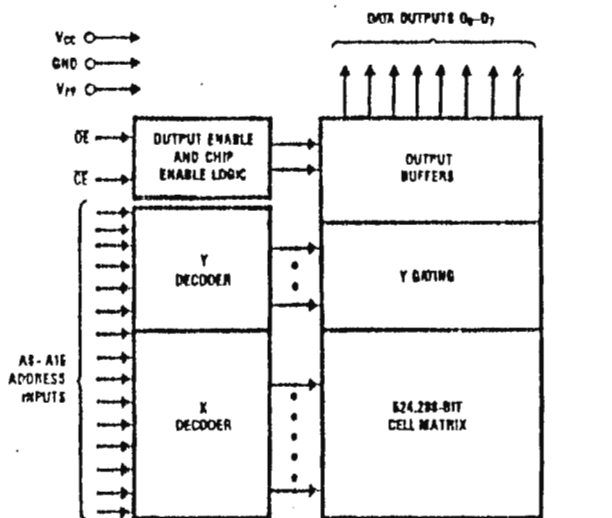 DATA OUTPUTS O0-O7
VCC
GND
VPP
OE
CE
OUTPUT ENABLE
AND CHIP
ENABLE LOGIC
OUTPUT
BUFFERS
Y
DECODER
Y GATING
A0-A15
ADDRESS
INPUTS
X
DECODER
524,288-BIT
CELL MATRIX